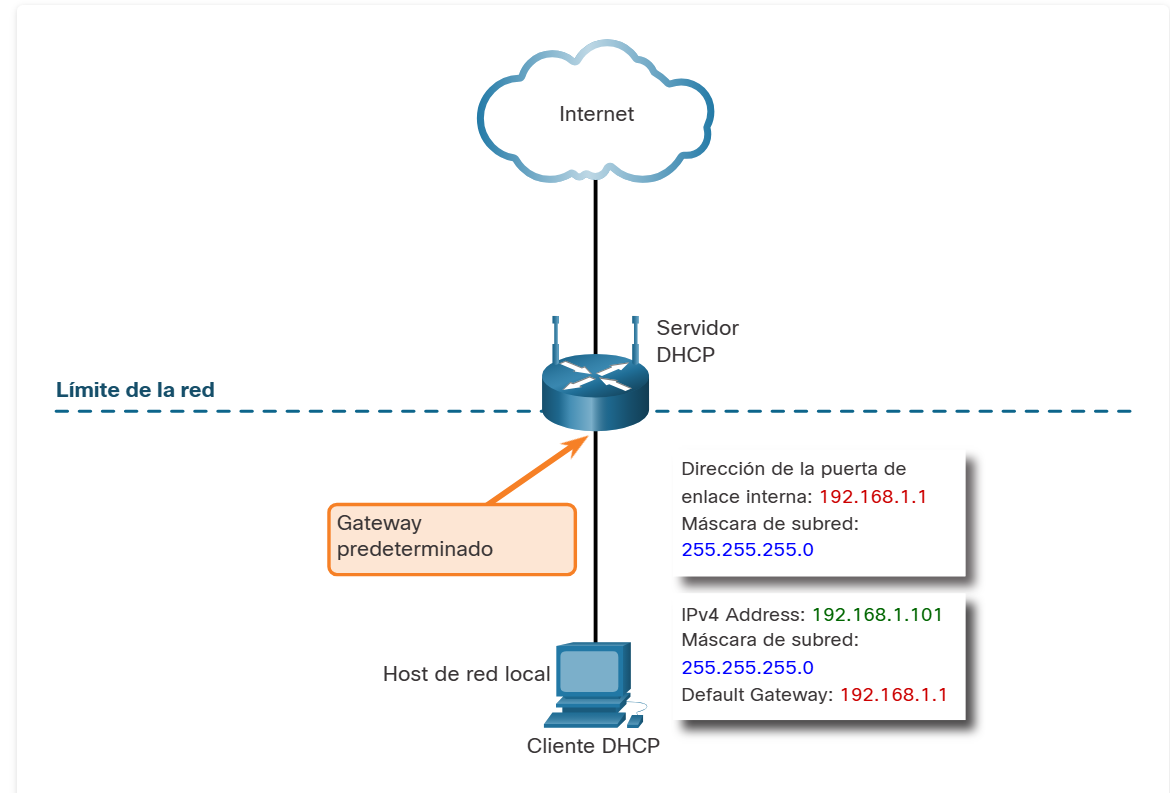 Internet
Servidor
DHCP
Límite de la red
Gateway
predeterminado
Dirección de la puerta de
enlace interna: 192.168.1.1
Máscara de subred:
255.255.255.0
IPv4 Address: 192.168.1.101
Máscara de subred:
255.255.255.0
Default Gateway: 192.168.1.1
Host de red local
Cliente DHCP